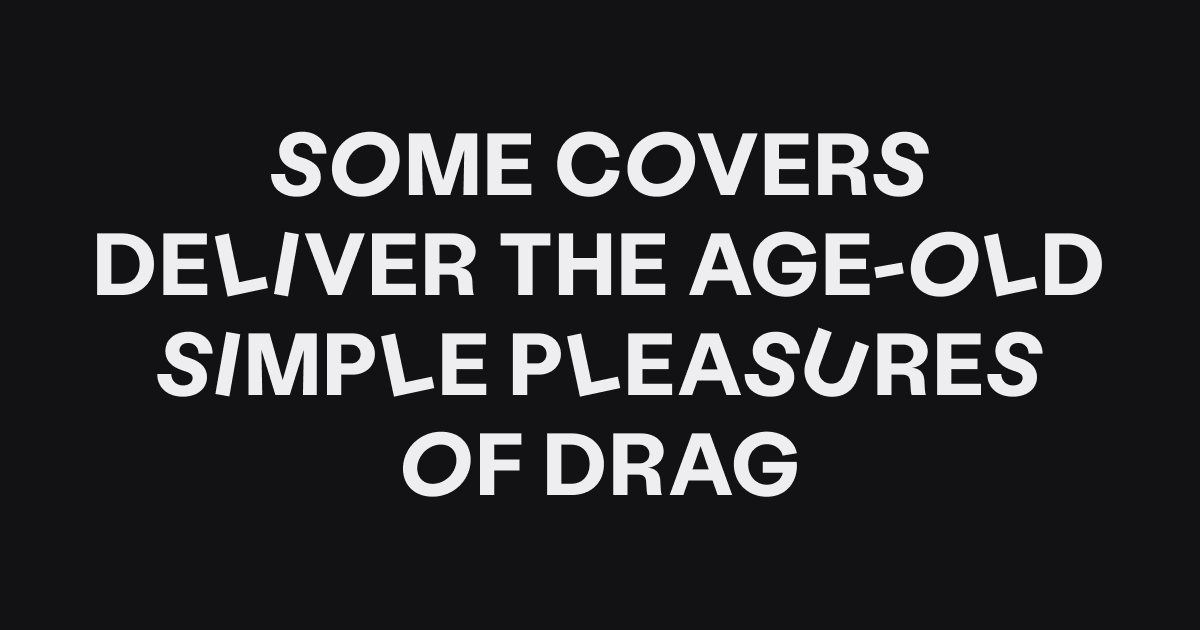 SOME COVERS
DELIVER THE AGE-OLD
SIMPLE PLEASURES
OF DRAG